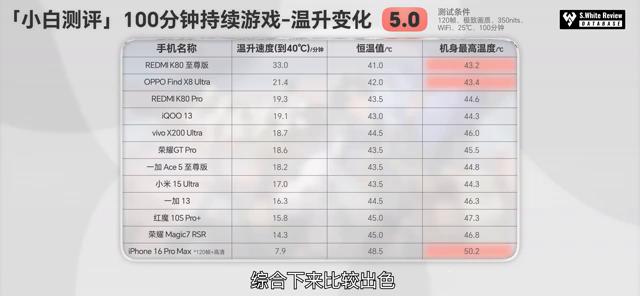 「小白测评」100分钟持续游戏-温升变化 5.0
测试条件
120帧、极致画质、350nits、
WiFi、25℃、100分钟
S.White Review
DATABASE
手机名称 温升速度(到40℃)/分钟 恒温值/℃ 机身最高温度/℃
REDMI K80 至尊版 33.0 41.0 43.2
OPPO Find X8 Ultra 21.4 42.0 43.4
REDMI K80 Pro 19.3 43.5 44.6
iQOO 13 19.1 43.0 44.3
vivo X200 Ultra 18.7 44.5 46.0
荣耀GT Pro 18.6 43.5 45.5
一加 Ace 5 至尊版 18.2 43.5 44.8
小米 15 Ultra 17.0 43.5 44.3
一加 13 16.3 44.5 46.3
红魔 10S Pro+ 15.8 45.0 47.3
荣耀 Magic7 RSR 14.3 45.0 46.8
iPhone 16 Pro Max *120帧+高清 7.9 48.5 50.2
综合下来比较出色